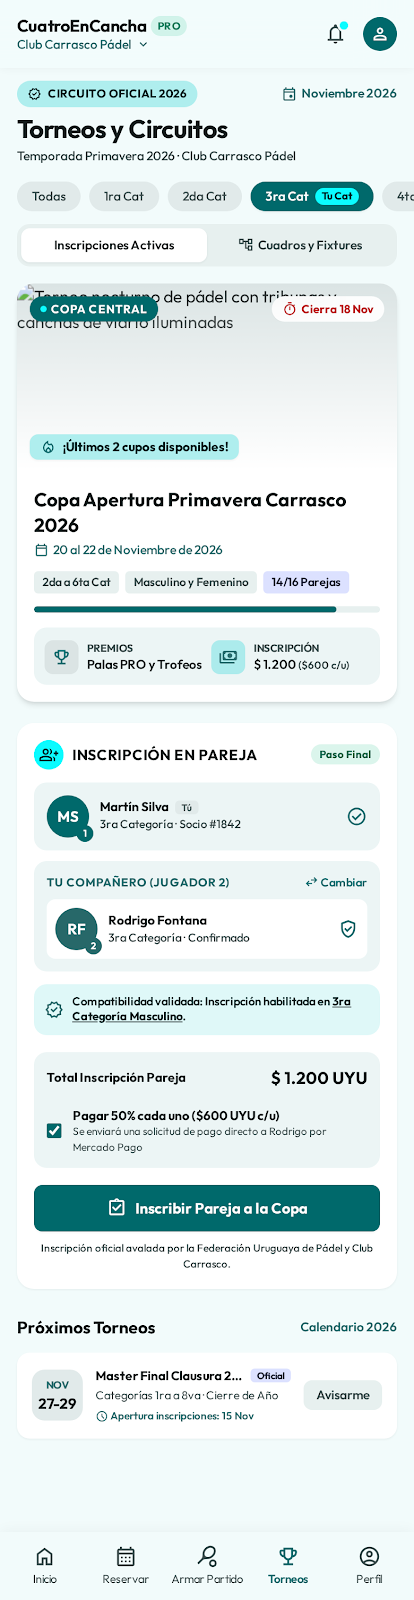 CuatroEnCancha PRO
Club Carrasco Pádel
CIRCUITO OFICIAL 2026
Noviembre 2026
Torneos y Circuitos
Temporada Primavera 2026 · Club Carrasco Pádel
Todas
1ra Cat
2da Cat
3ra Cat Tu Cat
Inscripciones Activas
Cuadros y Fixtures
Torneo nocturno de pádel con tribunas y
canchas de vidrio iluminadas
COPA CENTRAL
Cierra 18 Nov
¡Últimos 2 cupos disponibles!
Copa Apertura Primavera Carrasco
2026
20 al 22 de Noviembre de 2026
2da a 6ta Cat
Masculino y Femenino
14/16 Parejas
PREMIOS
Palas PRO y Trofeos
INSCRIPCIÓN
$ 1.200 ($600 c/u)
INSCRIPCIÓN EN PAREJA
Paso Final
MS
1
Martín Silva Tú
3ra Categoría · Socio #1842
TU COMPAÑERO (JUGADOR 2)
Cambiar
RF
2
Rodrigo Fontana
3ra Categoría · Confirmado
Compatibilidad validada: Inscripción habilitada en 3ra
Categoría Masculino.
Total Inscripción Pareja
$ 1.200 UYU
Pagar 50% cada uno ($600 UYU c/u)
Se enviará una solicitud de pago directo a Rodrigo por
Mercado Pago
Inscribir Pareja a la Copa
Inscripción oficial avalada por la Federación Uruguaya de Pádel y Club
Carrasco.
Próximos Torneos
Calendario 2026
NOV
27-29
Master Final Clausura 2... Oficial
Categorías 1ra a 8va · Cierre de Año
Apertura inscripciones: 15 Nov
Avisarme
Inicio
Reservar
Armar Partido
Torneos
Perfil